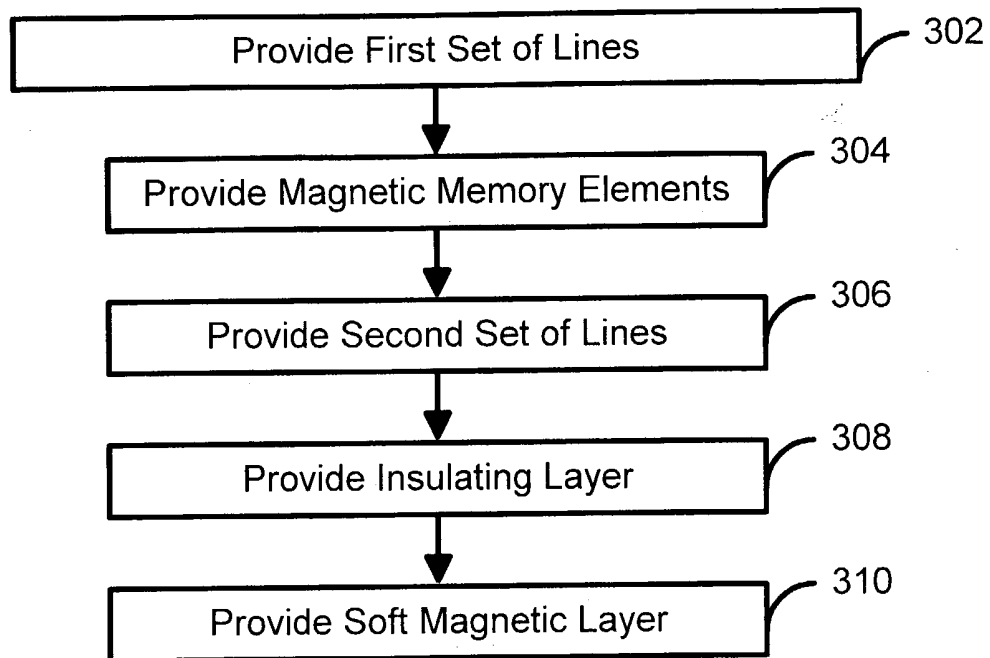 Provide First Set of Lines
302
Provide Magnetic Memory Elements
304
Provide Second Set of Lines
306
Provide Insulating Layer
308
Provide Soft Magnetic Layer
310